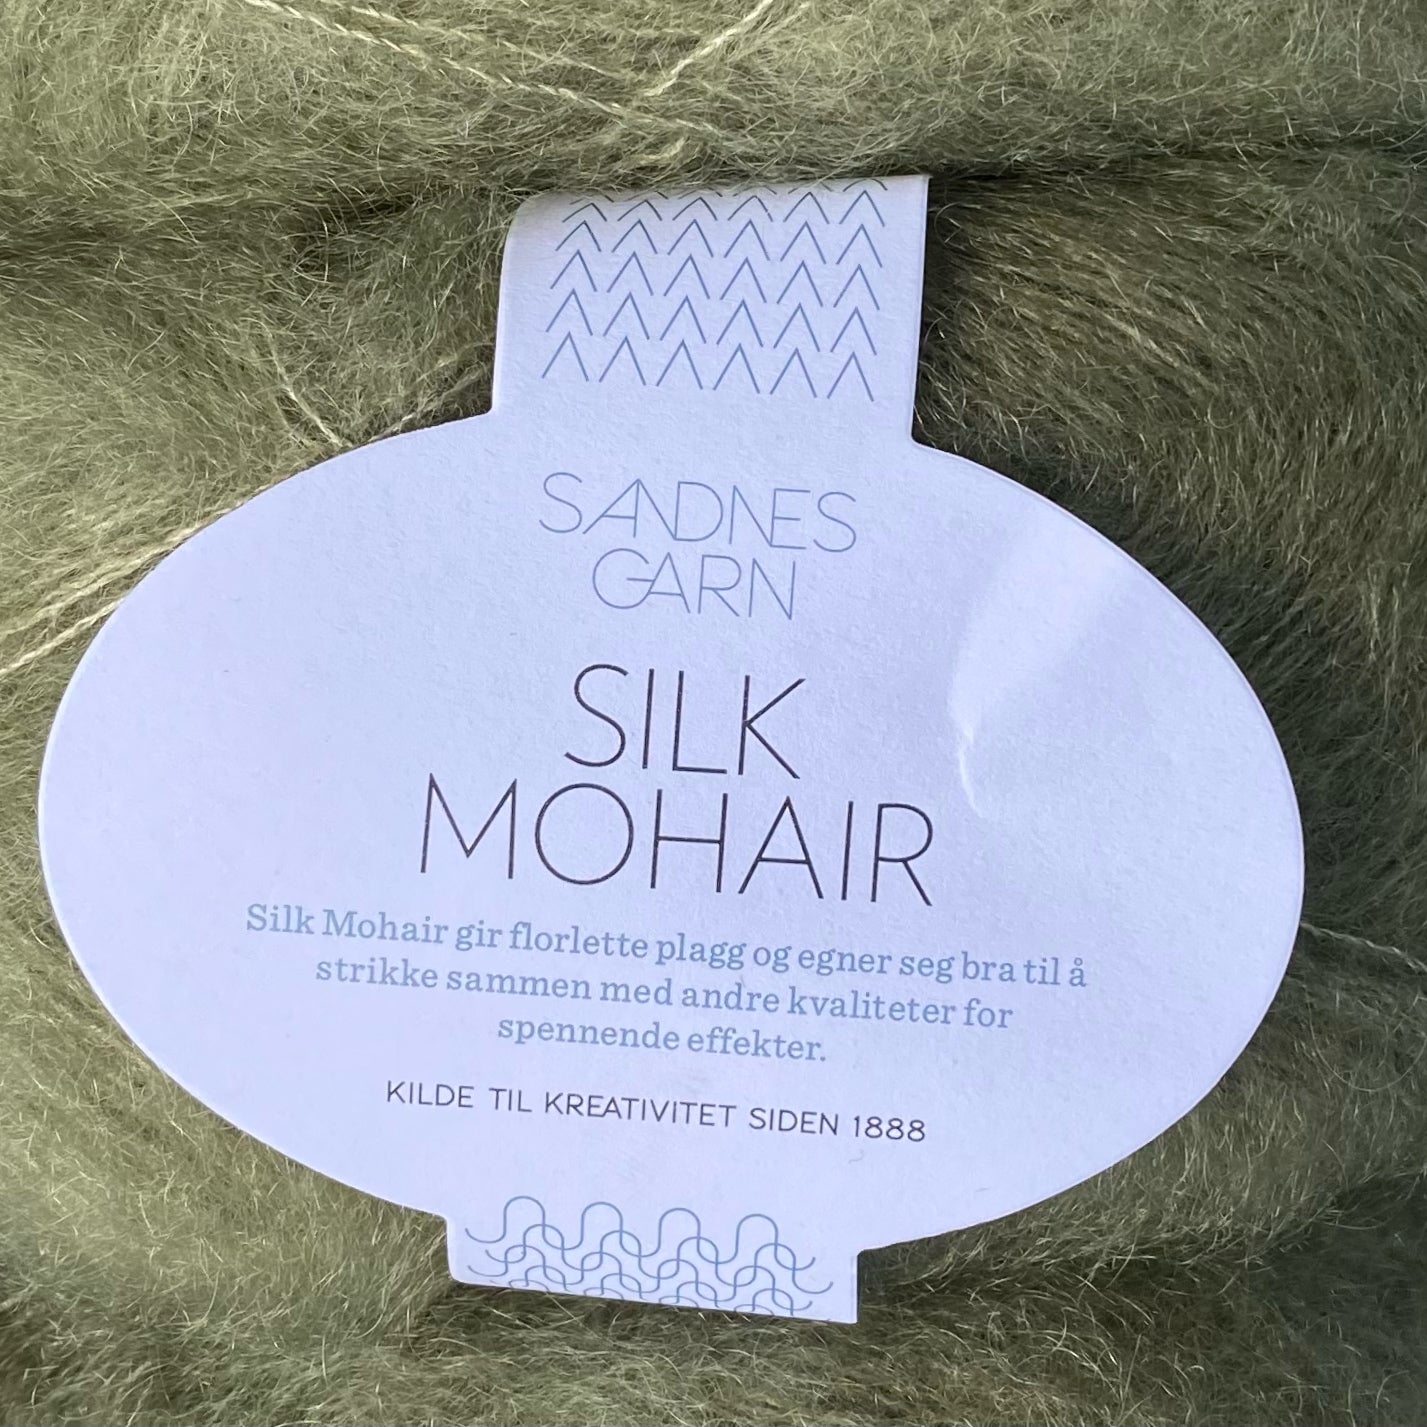 SANDNES
GARN
SILK
MOHAIR
Silk Mohair gir florlette plagg og egner seg bra til å
strikke sammen med andre kvaliteter for
spennende effekter.
KILDE TIL KREATIVITET SIDEN 1888